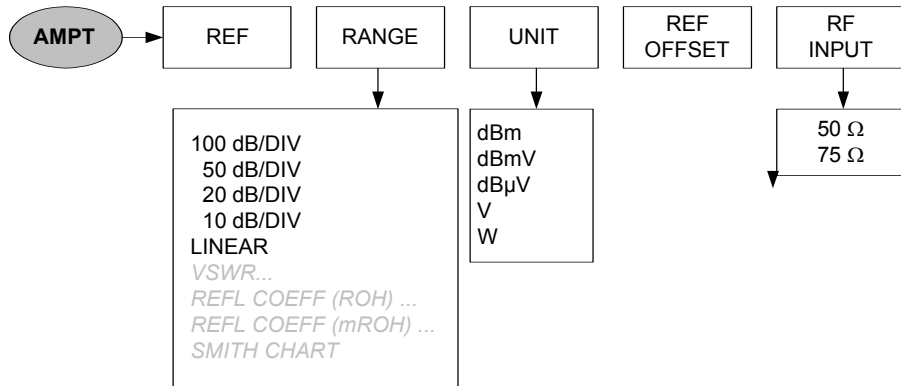 AMPT
REF
RANGE
UNIT
REF
OFFSET
RF
INPUT
100 dB/DIV
50 dB/DIV
20 dB/DIV
10 dB/DIV
LINEAR
VSWR...
REFL COEFF (ROH) ...
REFL COEFF (mROH) ...
SMITH CHART
dBm
dBmV
dBµV
V
W
50 Ω
75 Ω